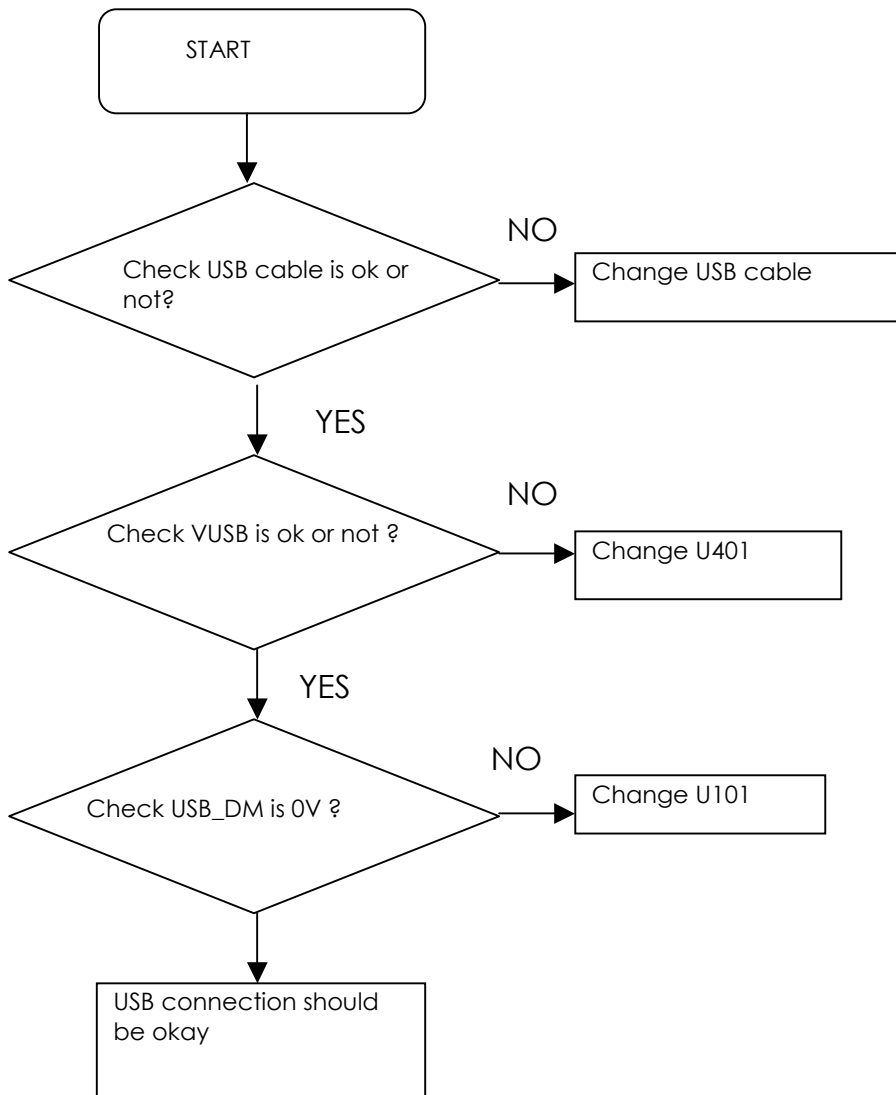 START
Check USB cable is ok or
not?
NO
Change USB cable
YES
Check VUSB is ok or not ?
NO
Change U401
YES
Check USB_DM is 0V ?
NO
Change U101
USB connection should
be okay